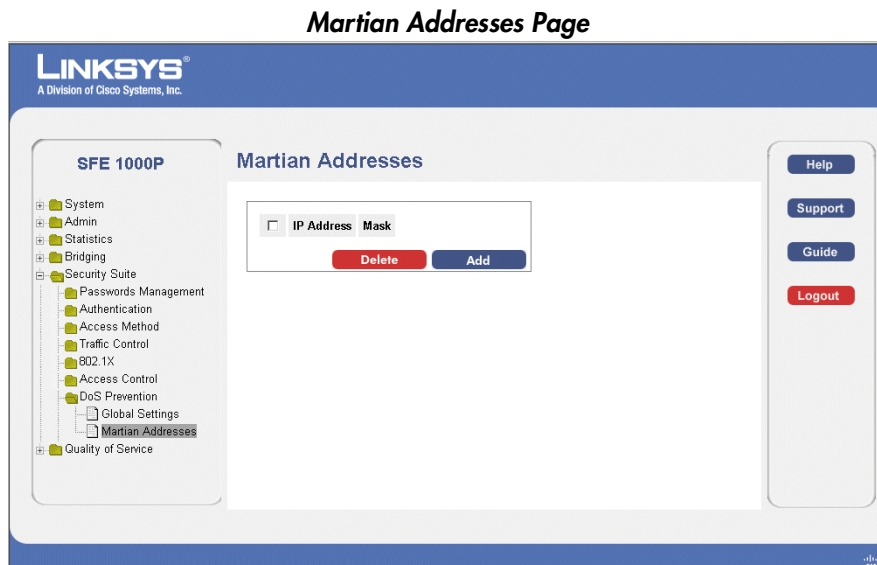 Martian Addresses Page
LINKSYS®
A Division of Cisco Systems, Inc.
SFE 1000P
System
Admin
Statistics
Bridging
Security Suite
Passwords Management
Authentication
Access Method
Traffic Control
802.1X
Access Control
DoS Prevention
Global Settings
Martian Addresses
Quality of Service
Martian Addresses
IP Address Mask
Delete Add
Help
Support
Guide
Logout